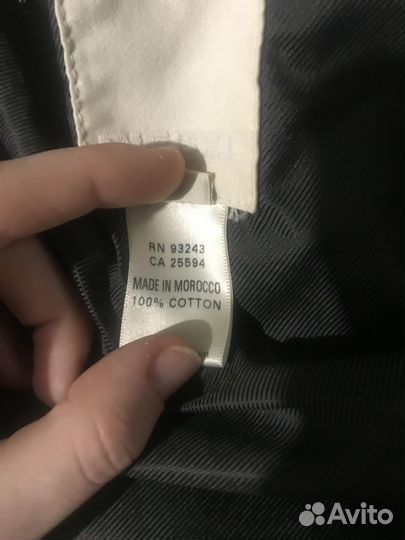 RN 93243
CA 25594
MADE IN MOROCCO
100% COTTON
Avito